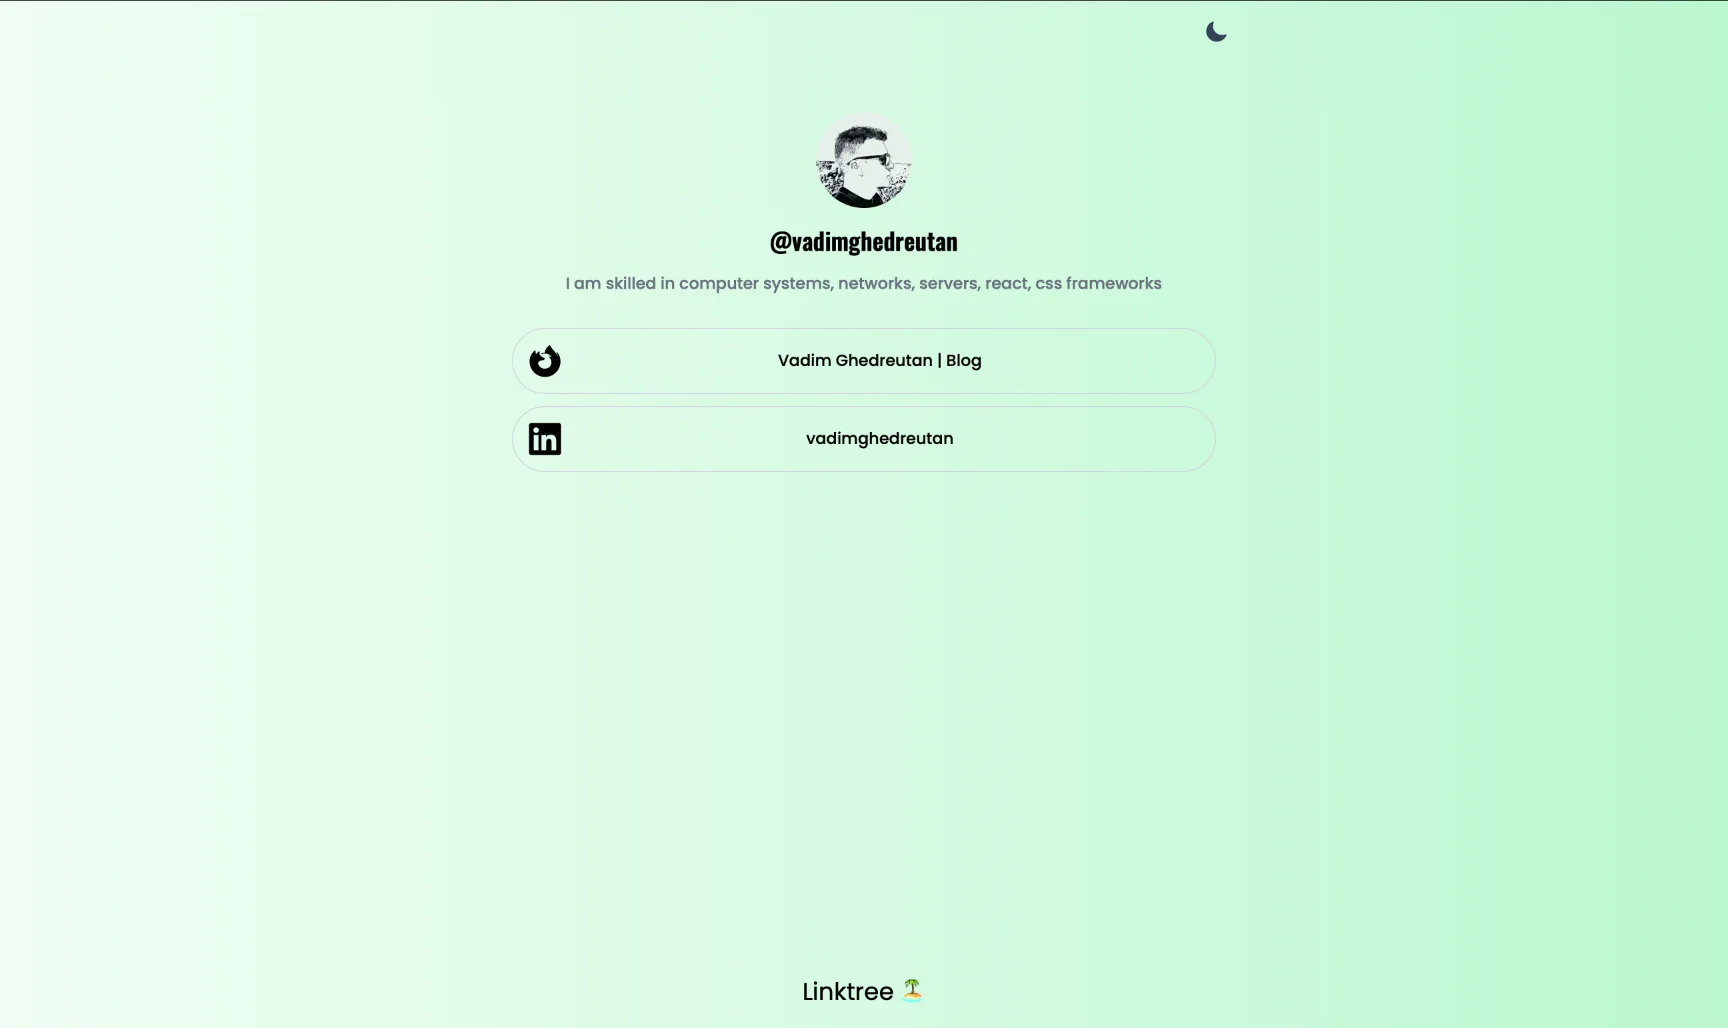 @vadimghedreutan
I am skilled in computer systems, networks, servers, react, css frameworks
Vadim Ghedreutan | Blog
in
vadimghedreutan
Linktree 🏝️